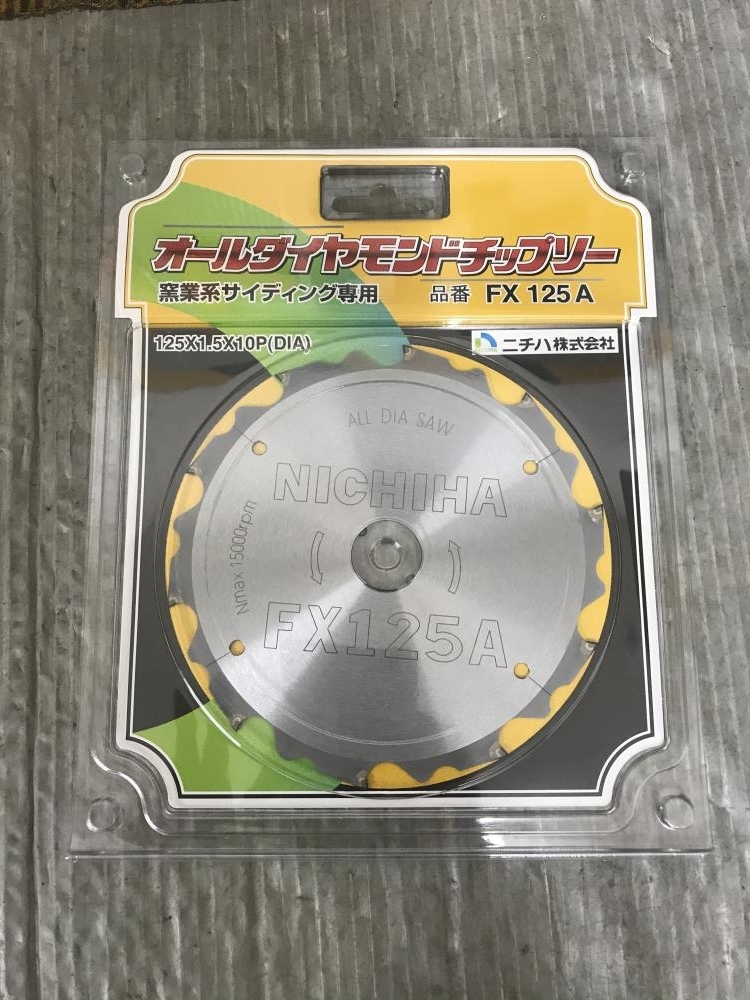 オールダイヤモンドチップソー
窯業系サイディング専用 品番 FX 125A
125X1.5X10P(DIA)
ニチハ株式会社
ALL DIA SAW
NICHIHA
Nmax 15000rpm
FX125A